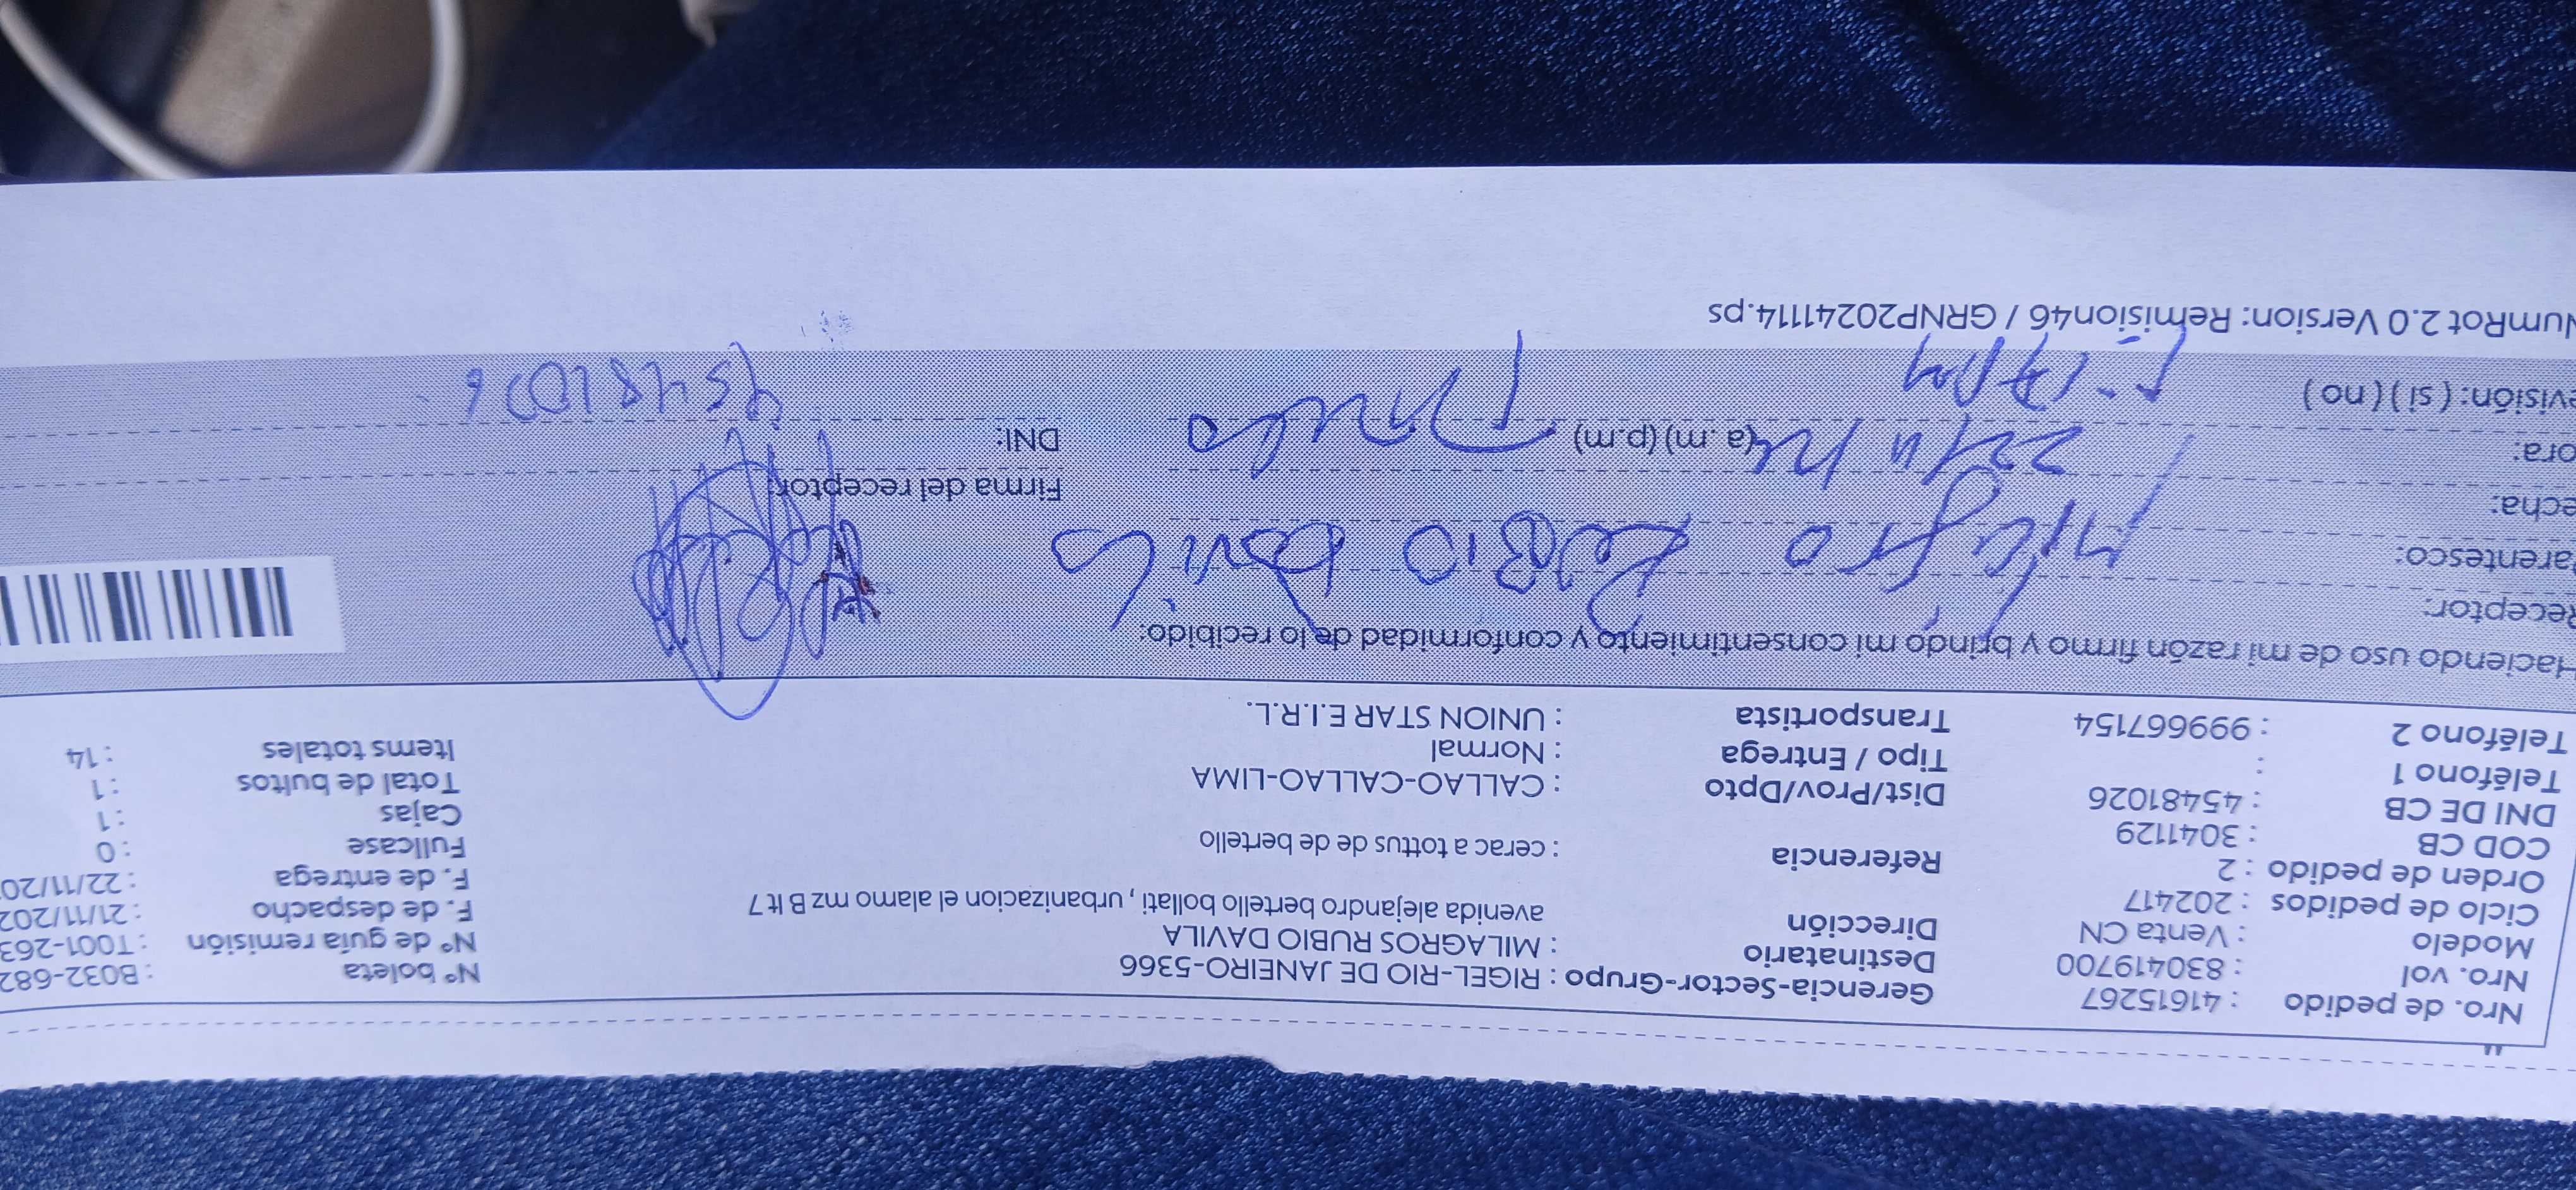 Nro. de pedido : 41615267
Nro. vol : 830419700
Modelo : Venta CN
Ciclo de pedidos : 202417
Orden de pedido : 2
COD CB : 3041129
DNI DE CB : 45481026
Teléfono 1 :
Teléfono 2 : 999667154
Gerencia-Sector-Grupo : RIGEL-RIO DE JANEIRO-5366
Destinatario : MILAGROS RUBIO DAVILA
Dirección avenida alejandro bertello bollati , urbanizacion el alamo mz B lt 7
Referencia : cerac a tottus de bertello
Dist/Prov/Dpto : CALLAO-CALLAO-LIMA
Tipo / Entrega : Normal
Transportista : UNION STAR E.I.R.L.
N° boleta : B032-682
N° de guía remisión : T001-263
F. de despacho : 21/11/202
F. de entrega : 22/11/20
Fullcase : 0
Cajas : 1
Total de bultos : 1
Items totales : 14
Haciendo uso de mi razón firmo y brindo mi consentimiento y conformidad de lo recibido:
Receptor:
Parentesco: Milagro RUBIO Davila
echa:
Firma del receptor:
ora: 22/11/24 (a.m) (p.m)
DNI: 45481026
evisión: ( si ) ( no )
NumRot 2.0 Version: Remision46 / GRNP20241114.ps